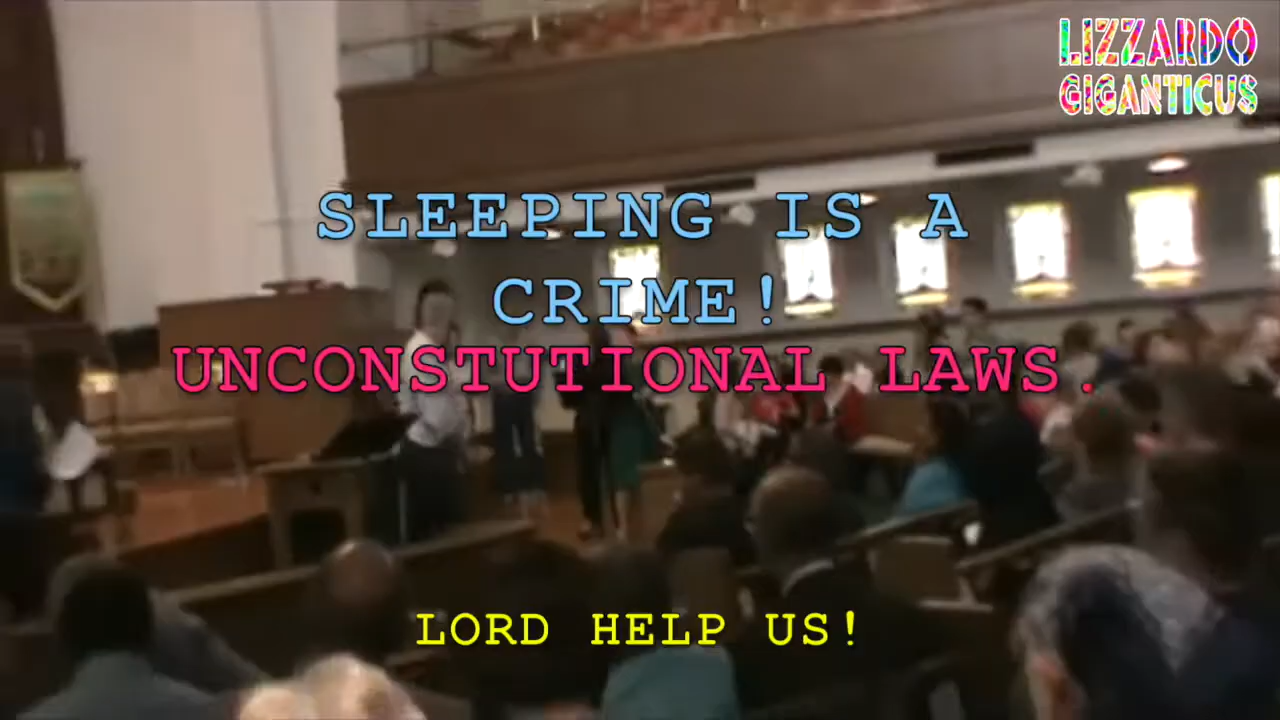 LIZZARDO
GIGANTICUS
SLEEPING IS A
CRIME!
UNCONSTUTIONAL LAWS.
LORD HELP US!